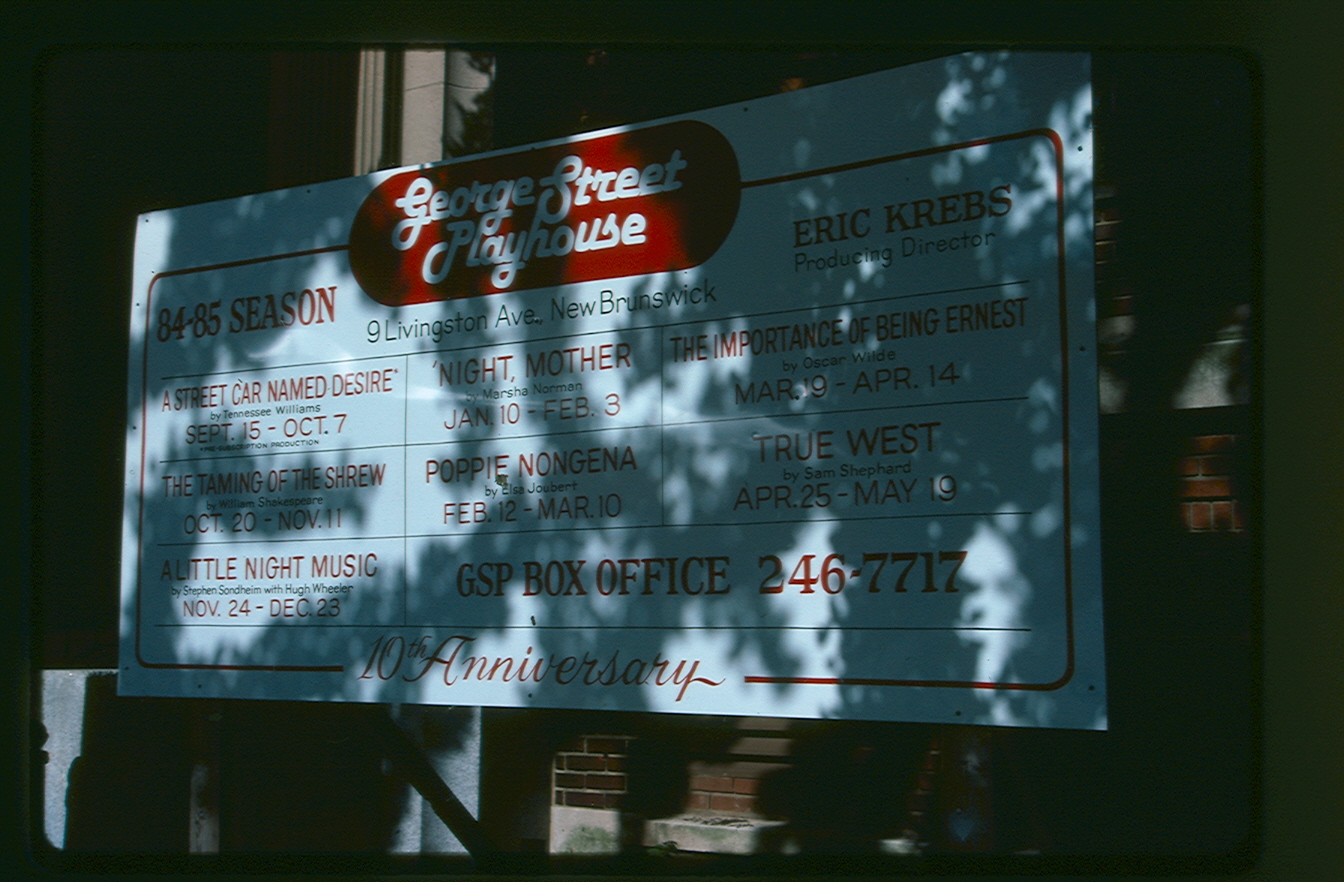 George Street
Playhouse
ERIC KREBS
Producing Director
84-85 SEASON
9 Livingston Ave., New Brunswick
A STREET CAR NAMED DESIRE*
by Tennessee Williams
SEPT. 15 - OCT. 7
*PRE-SUBSCRIPTION PRODUCTION
THE TAMING OF THE SHREW
by William Shakespeare
OCT. 20 - NOV. 11
A LITTLE NIGHT MUSIC
by Stephen Sondheim with Hugh Wheeler
NOV. 24 - DEC. 23
'NIGHT, MOTHER
by Marsha Norman
JAN. 10 - FEB. 3
POPPIE NONGENA
by Elsa Joubert
FEB. 12 - MAR. 10
THE IMPORTANCE OF BEING ERNEST
by Oscar Wilde
MAR. 19 - APR. 14
TRUE WEST
by Sam Shephard
APR. 25 - MAY 19
GSP BOX OFFICE 246-7717
10th Anniversary